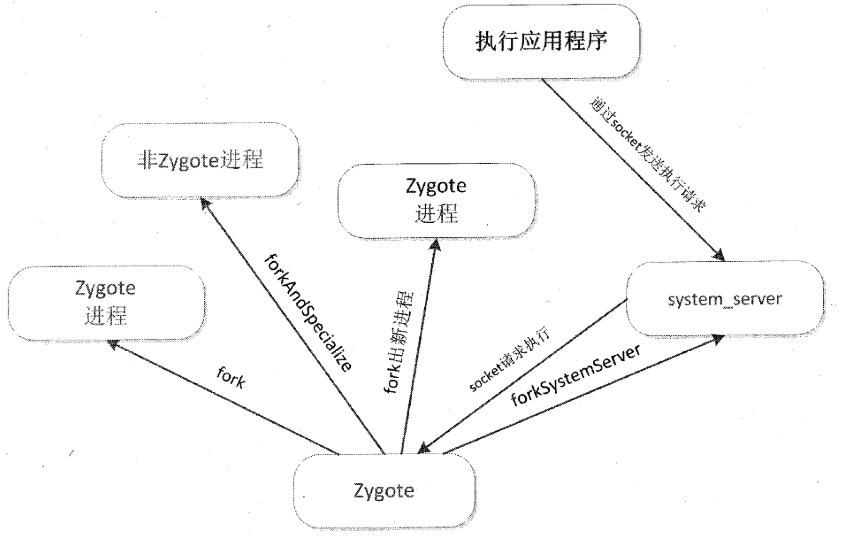 执行应用程序
通过socket发送执行请求
非Zygote进程
Zygote
进程
Zygote
进程
system_server
forkAndSpecialize
fork出新进程
socket请求执行
forkSystemServer
fork
Zygote